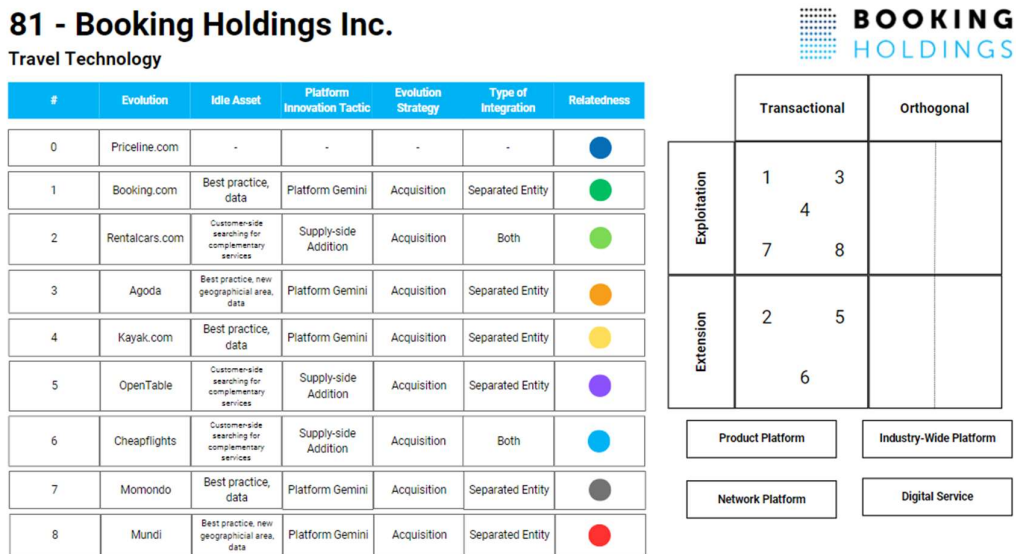 81 - Booking Holdings Inc.
Travel Technology
BOOKING
HOLDINGS
# Evolution Idle Asset Platform Innovation Tactic Evolution Strategy Type of Integration Relatedness
0 Priceline.com - - - -
1 Booking.com Best practice, data Platform Gemini Acquisition Separated Entity
2 Rentalcars.com Customer-side searching for complementary services Supply-side Addition Acquisition Both
3 Agoda Best practice, new geographicial area, data Platform Gemini Acquisition Separated Entity
4 Kayak.com Best practice, data Platform Gemini Acquisition Separated Entity
5 OpenTable Customer-side searching for complementary services Supply-side Addition Acquisition Separated Entity
6 Cheapflights Customer-side searching for complementary services Supply-side Addition Acquisition Both
7 Momondo Best practice, data Platform Gemini Acquisition Separated Entity
8 Mundi Best practice, new geographicial area, data Platform Gemini Acquisition Separated Entity
Transactional Orthogonal
Exploitation
1 3
4
7 8
Extension
2 5
6
Product Platform Industry-Wide Platform
Network Platform Digital Service